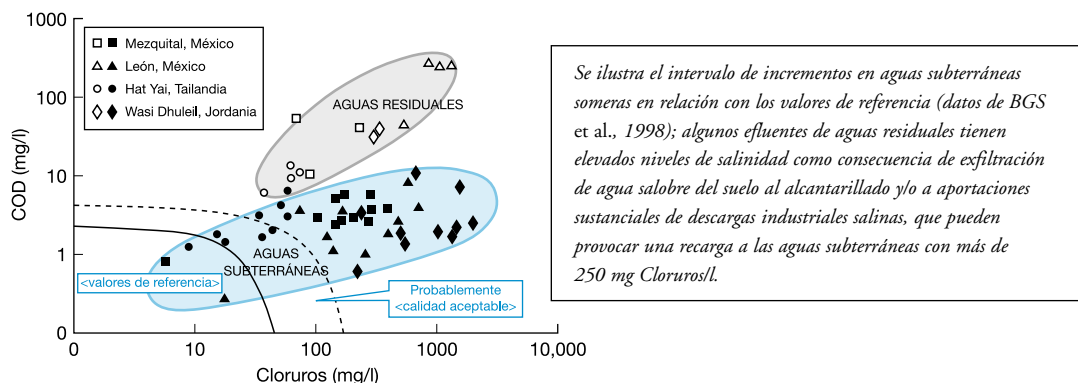 1000
100
10
1
0
COD (mg/l)
Mezquital, México
León, México
Hat Yai, Tailandia
Wasi Dhuleil, Jordania
AGUAS RESIDUALES
AGUAS
SUBTERRÁNEAS
<valores de referencia>
Probablemente
<calidad aceptable>
0
10
100
1000
10,000
Cloruros (mg/l)
Se ilustra el intervalo de incrementos en aguas subterráneas
someras en relación con los valores de referencia (datos de BGS
et al., 1998); algunos efluentes de aguas residuales tienen
elevados niveles de salinidad como consecuencia de exfiltración
de agua salobre del suelo al alcantarillado y/o a aportaciones
sustanciales de descargas industriales salinas, que pueden
provocar una recarga a las aguas subterráneas con más de
250 mg Cloruros/l.